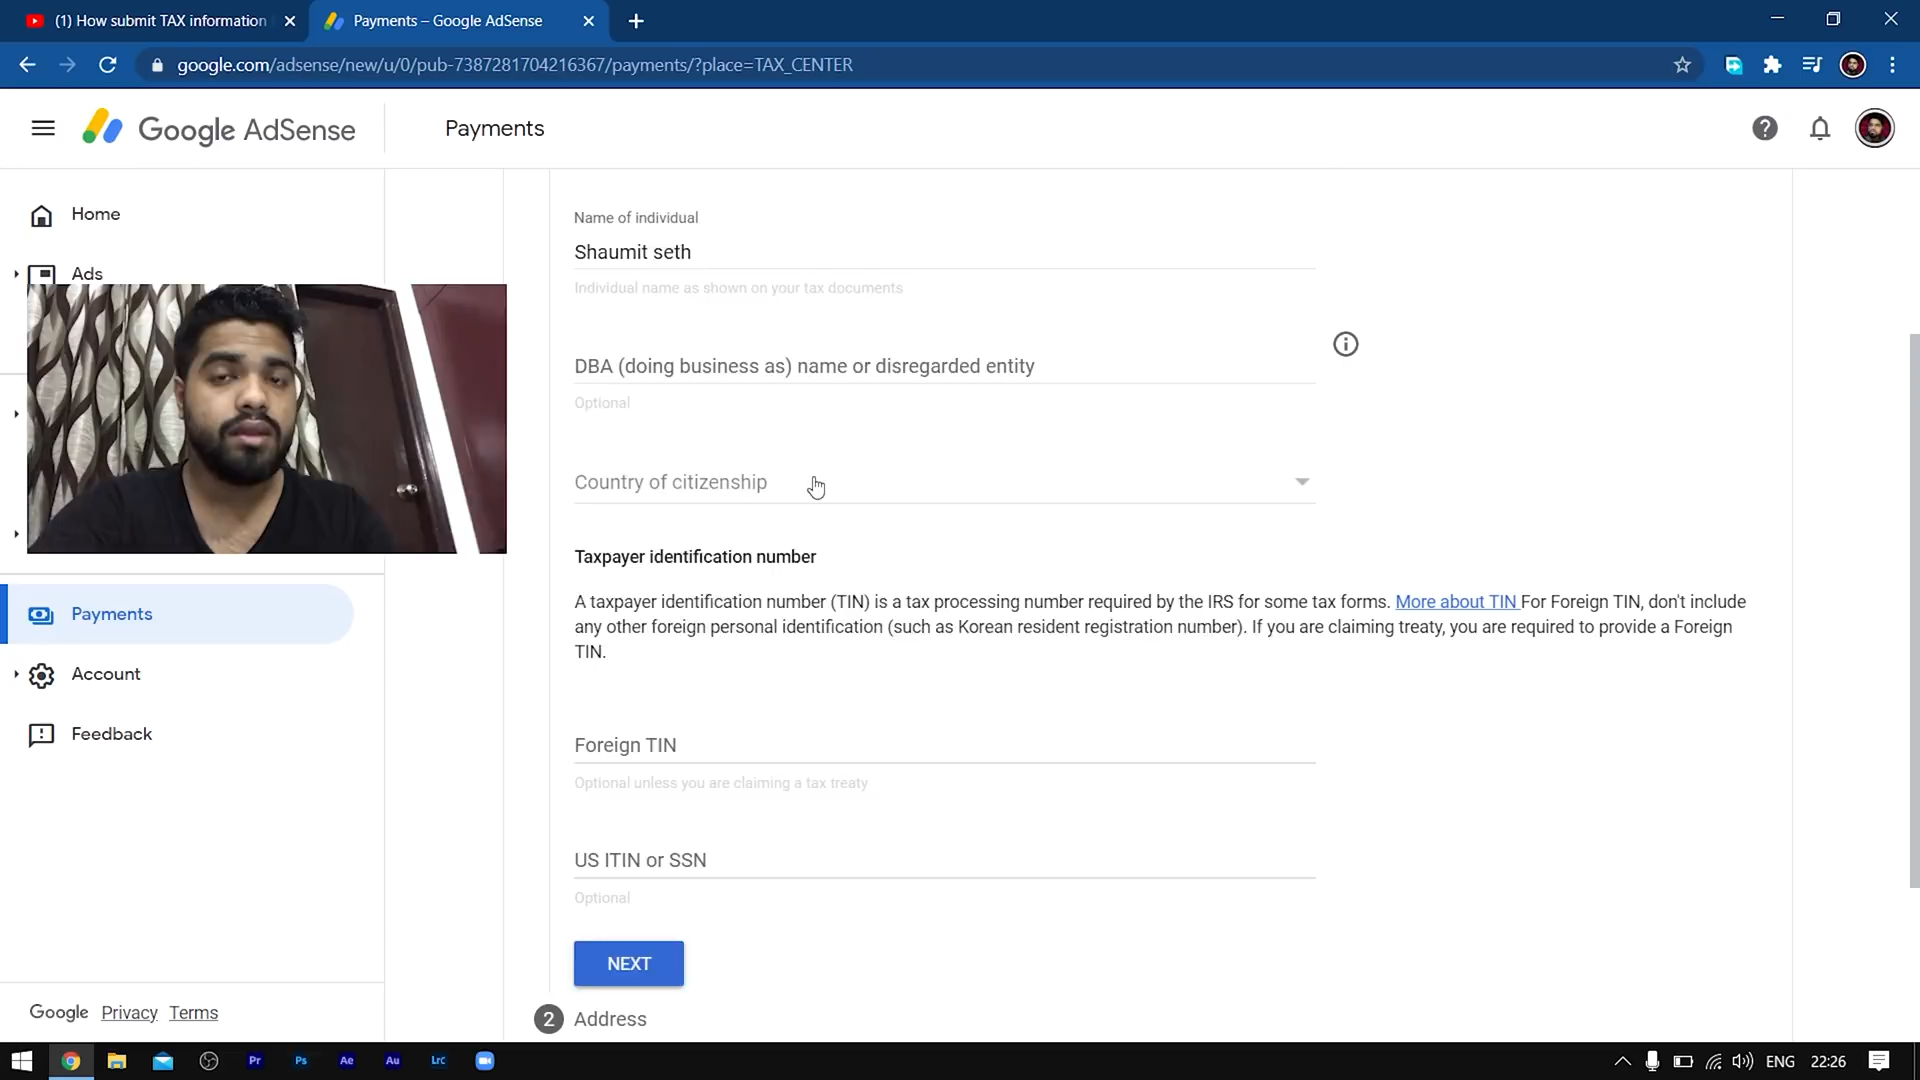 (1) How submit TAX information
Payments – Google AdSense
google.com/adsense/new/u/0/pub-7387281704216367/payments/?place=TAX_CENTER
Google AdSense
Payments
Home
Ads
Payments
Account
Feedback
Google Privacy Terms
Name of individual
Shaumit seth
Individual name as shown on your tax documents
DBA (doing business as) name or disregarded entity
Optional
Country of citizenship
Taxpayer identification number
A taxpayer identification number (TIN) is a tax processing number required by the IRS for some tax forms. More about TIN For Foreign TIN, don't include
any other foreign personal identification (such as Korean resident registration number). If you are claiming treaty, you are required to provide a Foreign
TIN.
Foreign TIN
Optional unless you are claiming a tax treaty
US ITIN or SSN
Optional
NEXT
2 Address
Pr Ps Ae Au Lrc
ENG 22:26